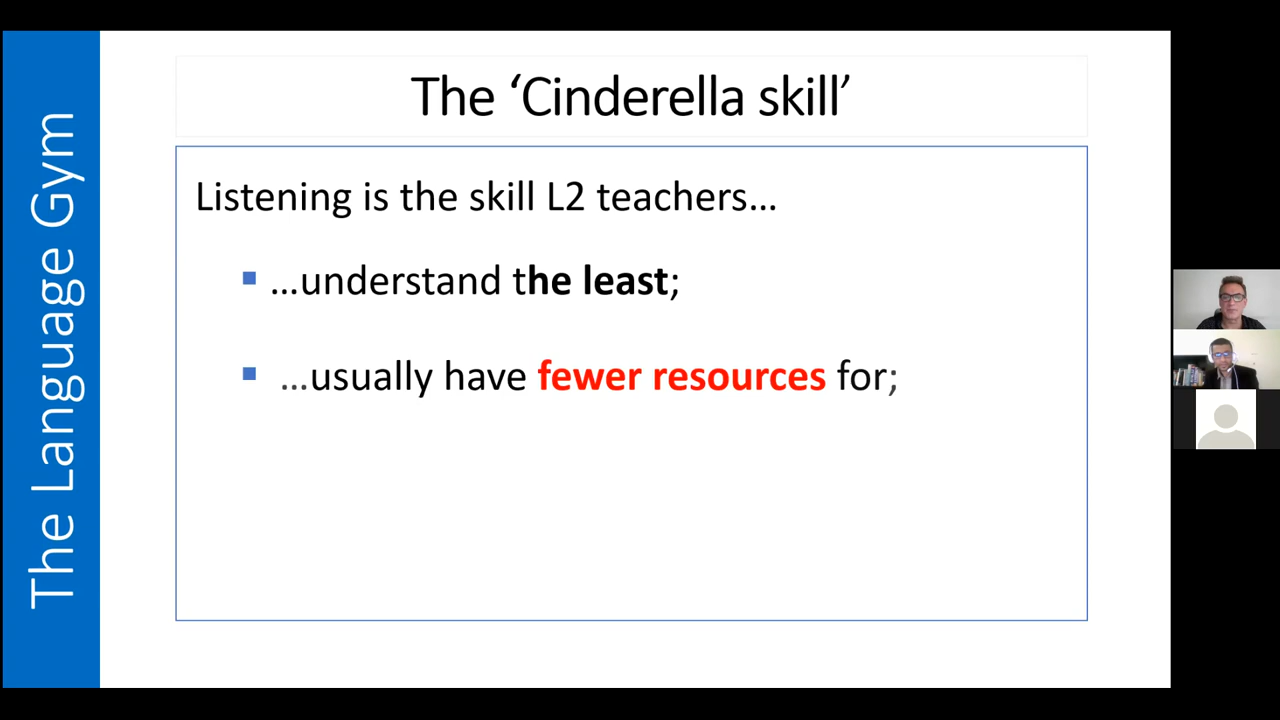 The Language Gym
The ‘Cinderella skill’
Listening is the skill L2 teachers…
▪ …understand the least;
▪ …usually have fewer resources for;